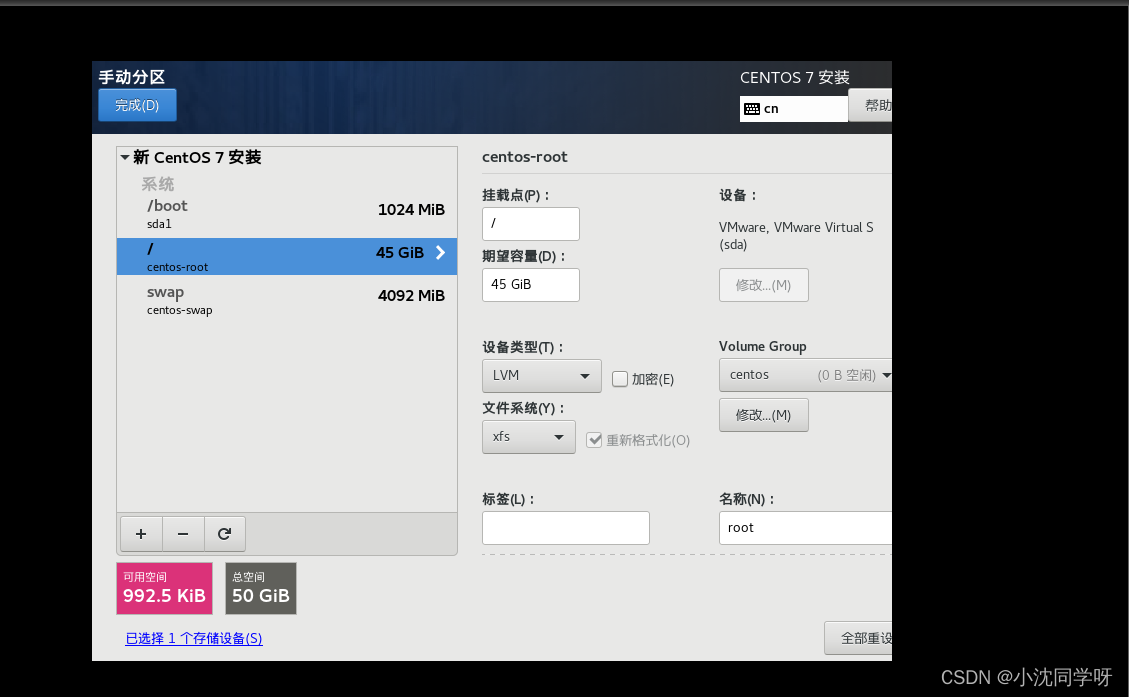 手动分区
CENTOS 7 安装
完成(D)
cn
帮助
新 CentOS 7 安装
系统
/boot
1024 MiB
sda1
/
45 GiB
centos-root
swap
4092 MiB
centos-swap
centos-root
挂载点(P)：
/
期望容量(D)：
45 GiB
设备：
VMware, VMware Virtual S
(sda)
修改...(M)
设备类型(T)：
LVM
加密(E)
文件系统(Y)：
xfs
重新格式化(O)
Volume Group
centos (0 B 空闲)
修改...(M)
标签(L)：
名称(N)：
root
+ −
可用空间
992.5 KiB
总空间
50 GiB
已选择 1 个存储设备(S)
全部重设
CSDN @小沈同学呀